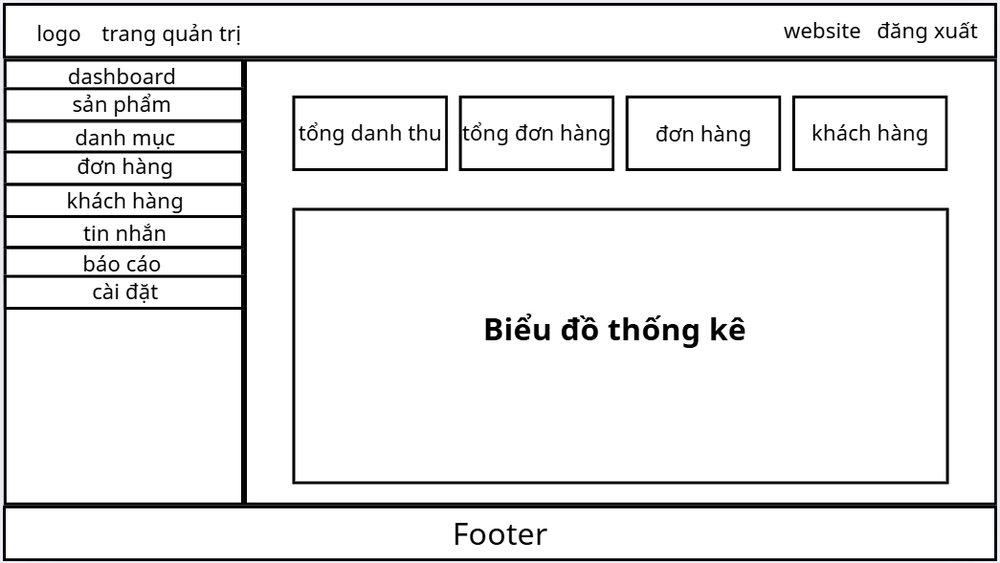 logo trang quản trị website đăng xuất
dashboard
sản phẩm
danh mục
đơn hàng
khách hàng
tin nhắn
báo cáo
cài đặt
tổng danh thu
tổng đơn hàng
đơn hàng
khách hàng
Biểu đồ thống kê
Footer